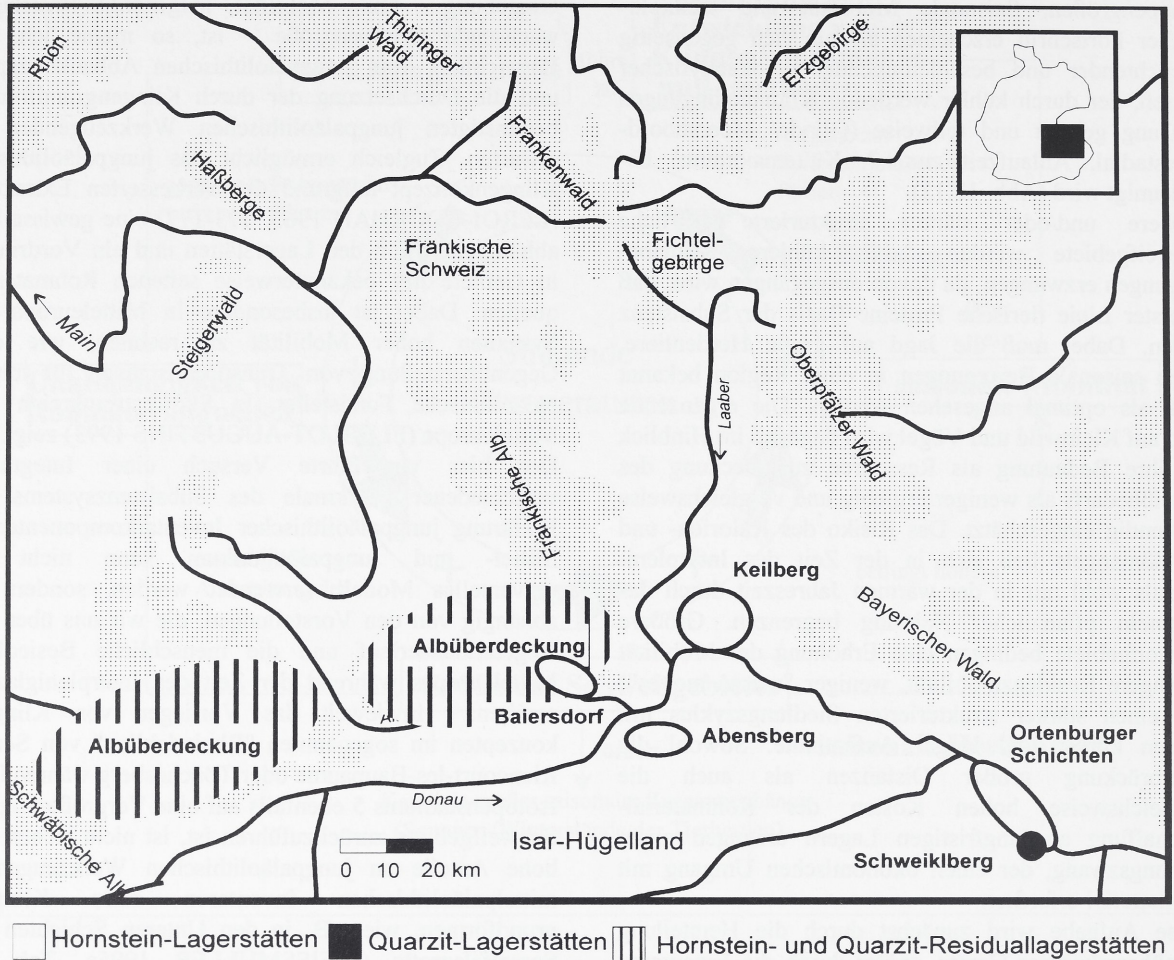 Rhön
Thüringer
Wald
Erzgebirge
Frankenwald
Haßberge
Fränkische
Schweiz
Fichtel-
gebirge
Main
Steigerwald
Laaber
Oberpfälzer Wald
Fränkische Alb
Keilberg
Bayerischer Wald
Albüberdeckung
Baiersdorf
Abensberg
Albüberdeckung
Ortenburger
Schichten
Donau
Schwäbische Alb
Isar-Hügelland
0 10 20 km
Schweiklberg
Hornstein-Lagerstätten Quarzit-Lagerstätten Hornstein- und Quarzit-Residuallagerstätten